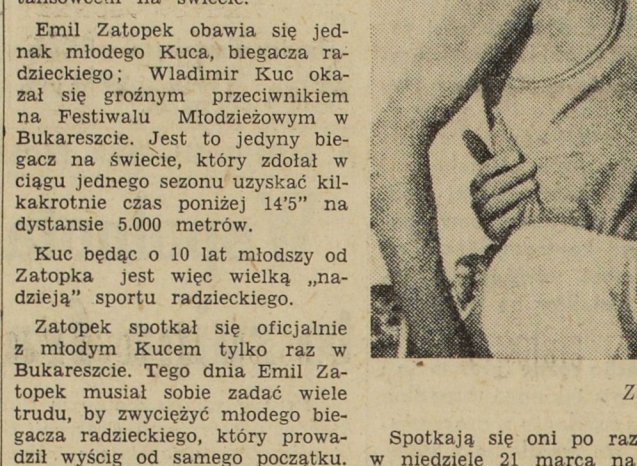 na świecie.
Emil Zatopek obawia się jed-
nak młodego Kuca, biegacza ra-
dzieckiego; Wladimir Kuc oka-
zał się groźnym przeciwnikiem
na Festiwalu Młodzieżowym w
Bukareszcie. Jest to jedyny bie-
gacz na świecie, który zdołał w
ciągu jednego sezonu uzyskać kil-
kakrotnie czas poniżej 14'5” na
dystansie 5.000 metrów.
Kuc będąc o 10 lat młodszy od
Zatopka jest więc wielką „na-
dzieją” sportu radzieckiego.
Zatopek spotkał się oficjalnie
z młodym Kucem tylko raz w
Bukareszcie. Tego dnia Emil Za-
topek musiał sobie zadać wiele
trudu, by zwyciężyć młodego bie-
gacza radzieckiego, który prowa-
dził wyścig od samego początku.
Z
Spotkają się oni po raz
w niedzielę 21 marca na